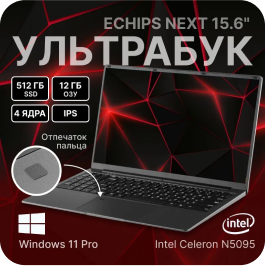 ECHIPS NEXT 15.6"
УЛЬТРАБУК
512 ГБ
SSD
12 ГБ
ОЗУ
4 ЯДРА
IPS
Отпечаток
пальца
Windows 11 Pro
intel
Intel Celeron N5095